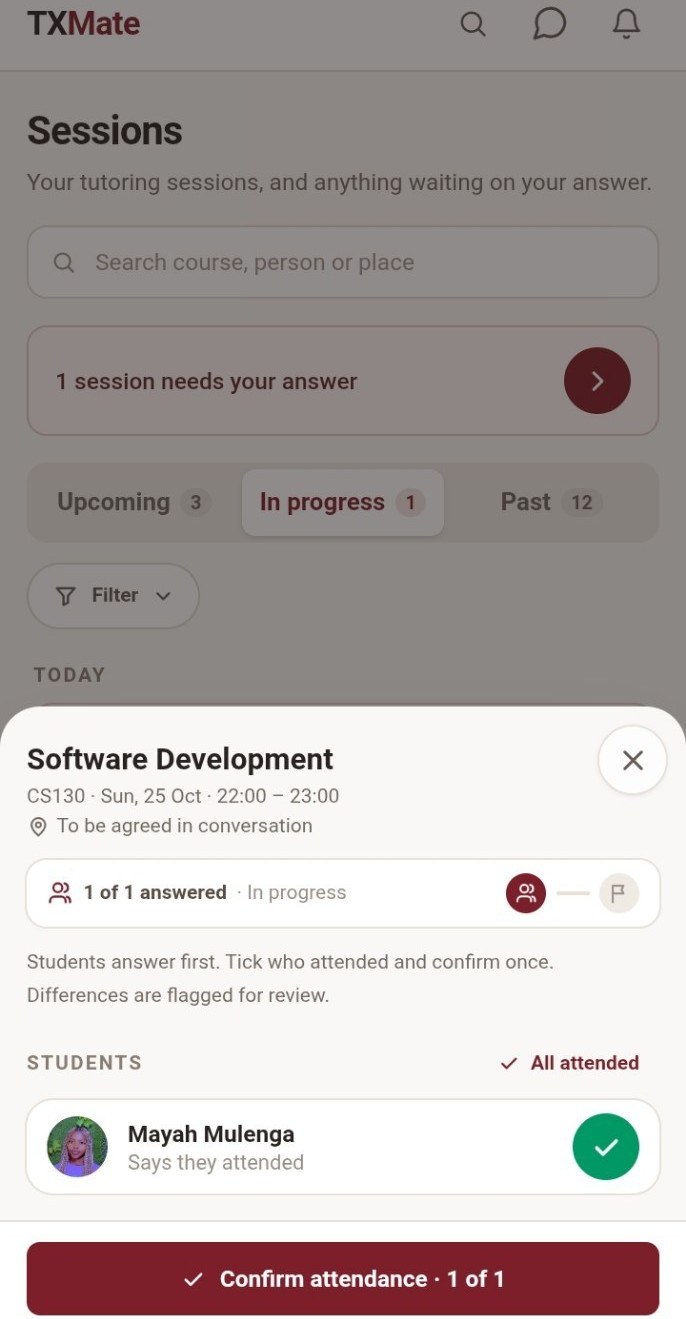 TXMate
Sessions
Your tutoring sessions, and anything waiting on your answer.
Search course, person or place
1 session needs your answer
Upcoming 3 In progress 1 Past 12
Filter
TODAY
Software Development
CS130 · Sun, 25 Oct · 22:00 – 23:00
To be agreed in conversation
1 of 1 answered · In progress
Students answer first. Tick who attended and confirm once.
Differences are flagged for review.
STUDENTS All attended
Mayah Mulenga
Says they attended
Confirm attendance · 1 of 1